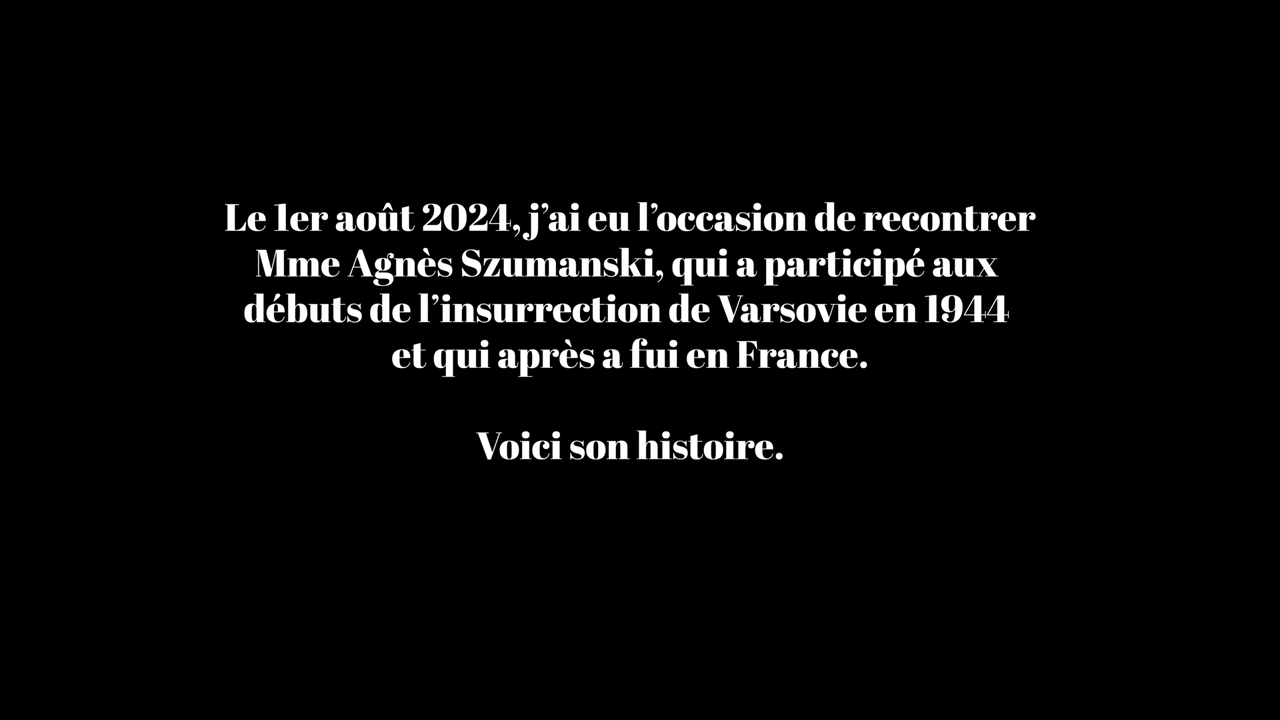 Le 1er août 2024, j’ai eu l’occasion de recontrer
Mme Agnès Szumanski, qui a participé aux
débuts de l’insurrection de Varsovie en 1944
et qui après a fui en France.
Voici son histoire.